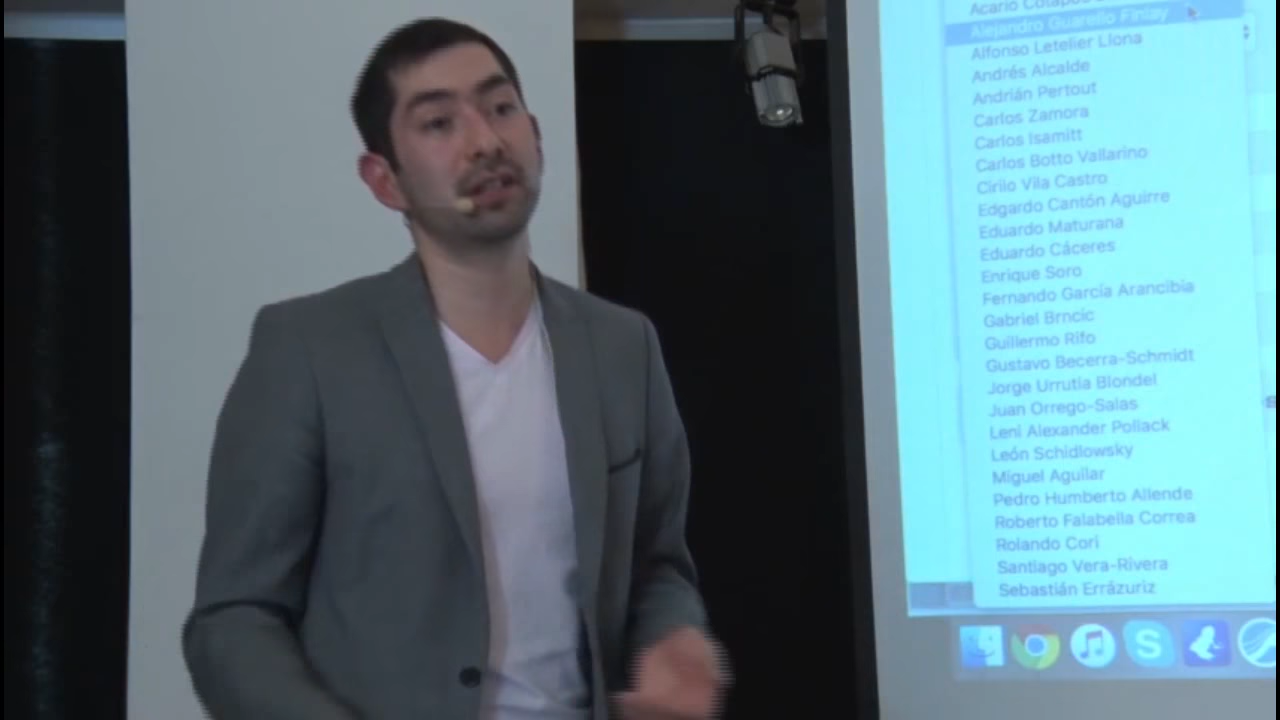 Acario Cotapos
Alejandro Guarello Finlay
Alfonso Letelier Llona
Andrés Alcalde
Andrián Pertout
Carlos Zamora
Carlos Isamitt
Carlos Botto Vallarino
Cirilo Vila Castro
Edgardo Cantón Aguirre
Eduardo Maturana
Eduardo Cáceres
Enrique Soro
Fernando García Arancibia
Gabriel Brncic
Guillermo Rifo
Gustavo Becerra-Schmidt
Jorge Urrutia Blondel
Juan Orrego-Salas
Leni Alexander Pollack
León Schidlowsky
Miguel Aguilar
Pedro Humberto Allende
Roberto Falabella Correa
Rolando Cori
Santiago Vera-Rivera
Sebastián Errázuriz